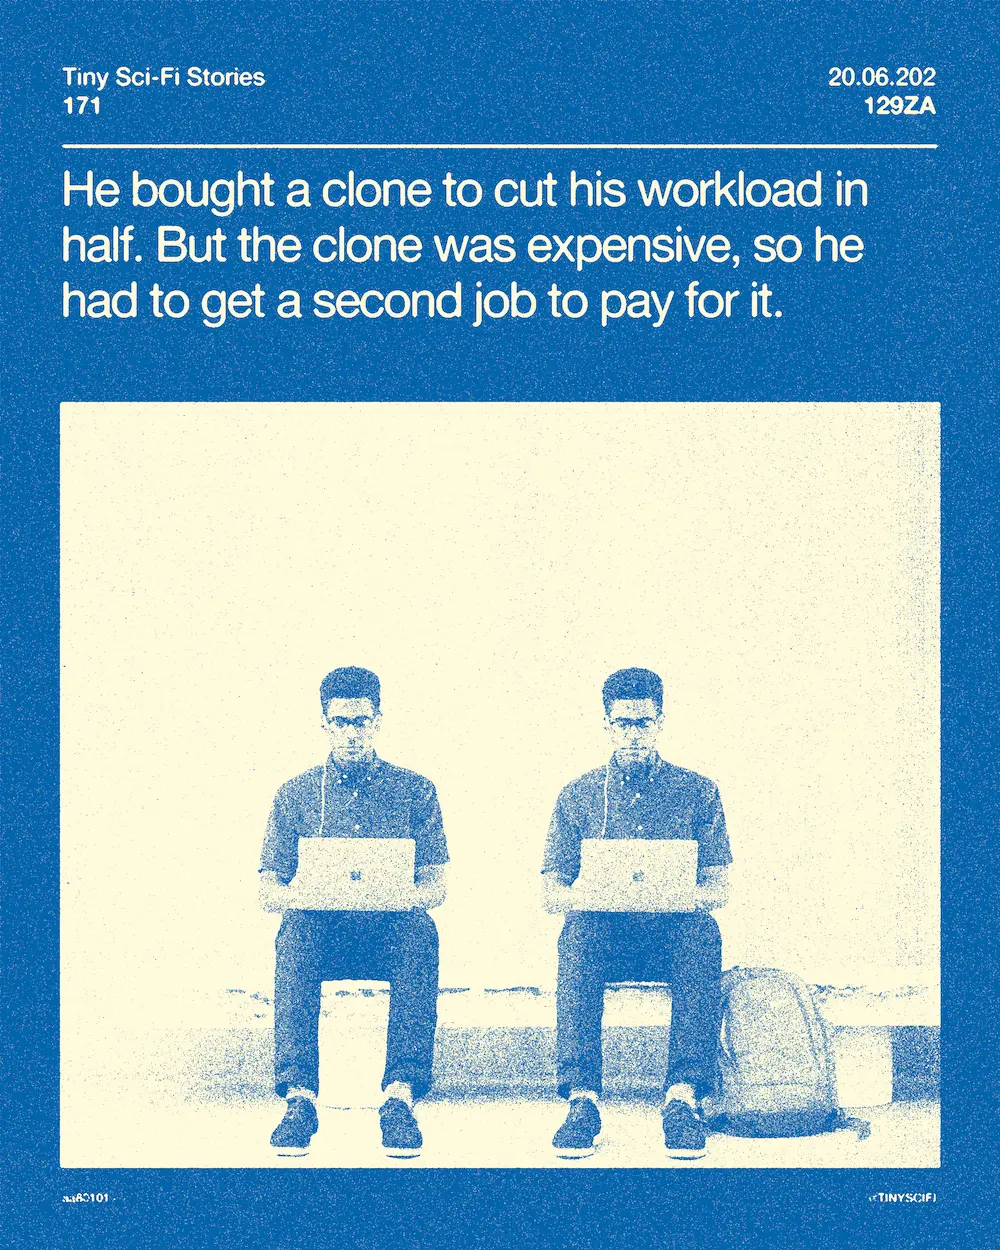 Tiny Sci-Fi Stories
171
20.06.202
129ZA
He bought a clone to cut his workload in
half. But the clone was expensive, so he
had to get a second job to pay for it.
TINYSCIFI